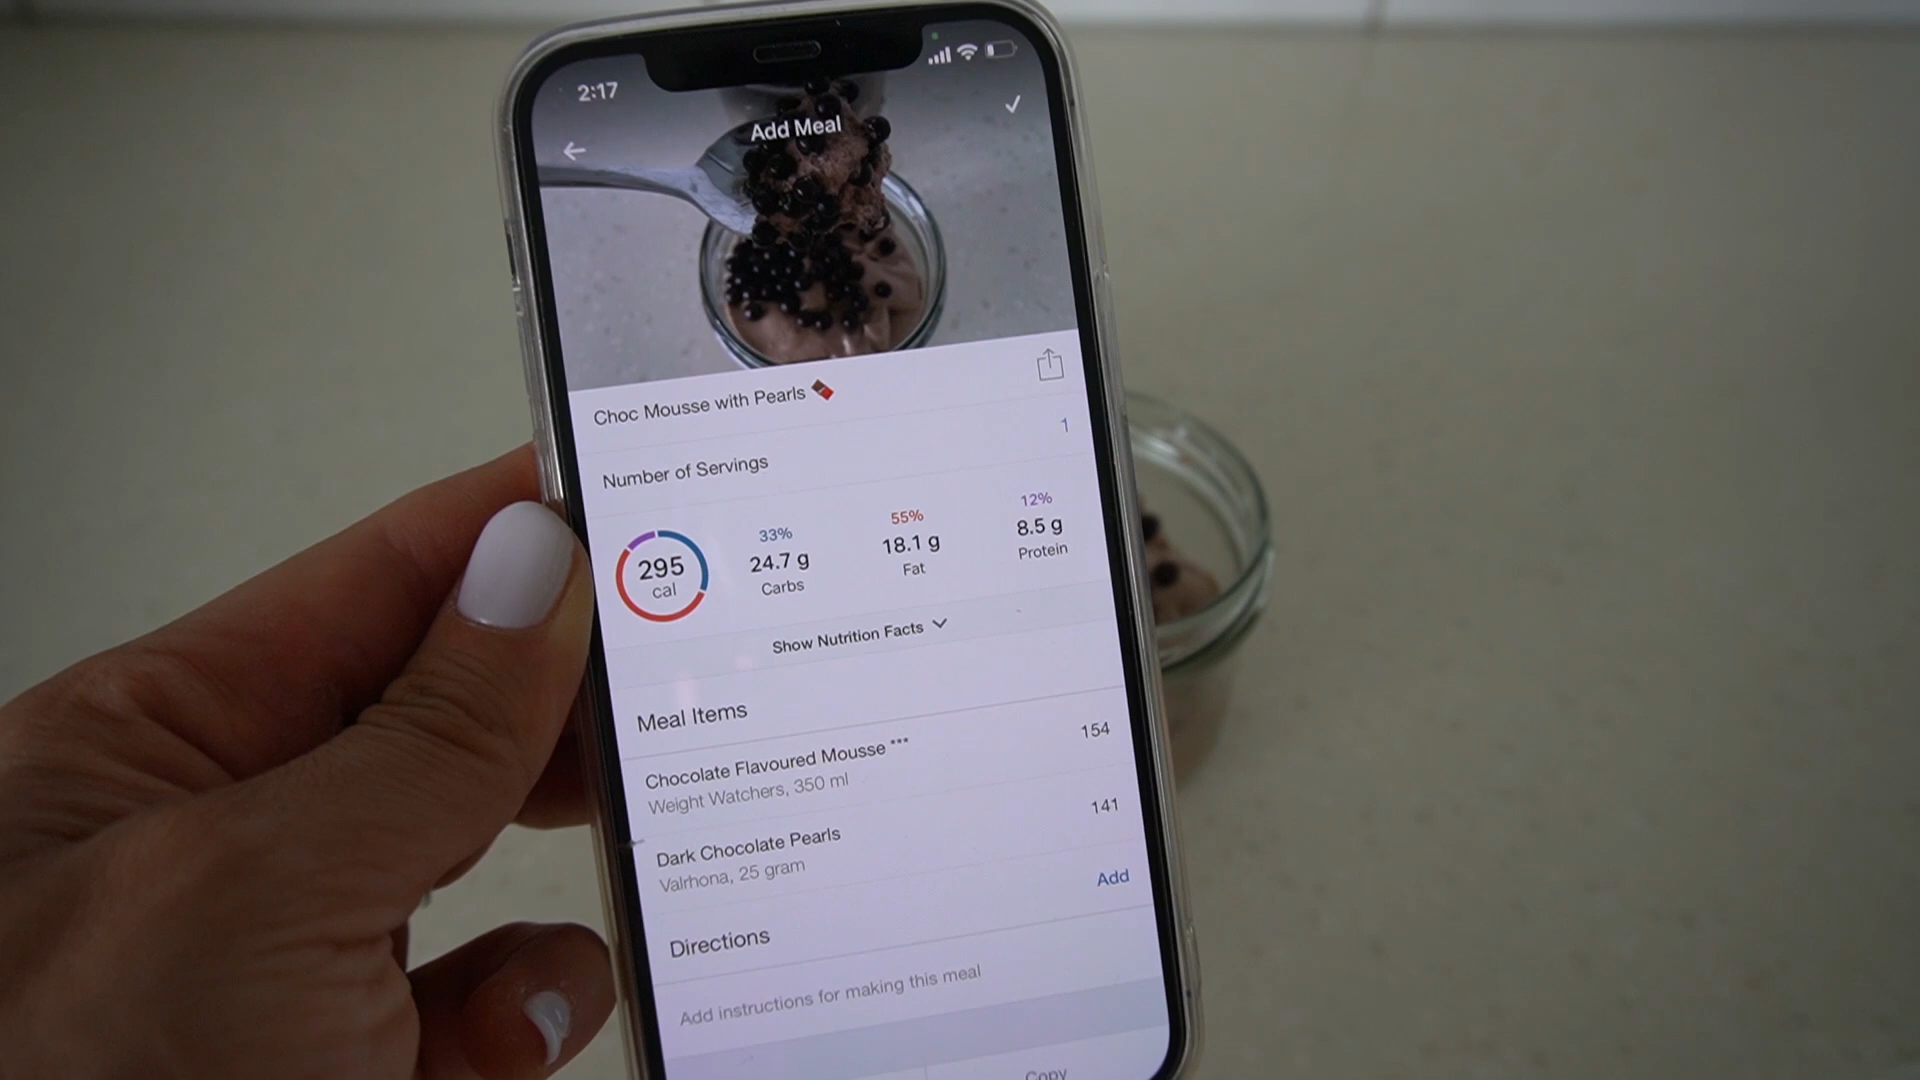 2:17
Add Meal
Choc Mousse with Pearls 🍫
Number of Servings 1
295 cal
33% 55% 12%
24.7 g 18.1 g 8.5 g
Carbs Fat Protein
Show Nutrition Facts
Meal Items
Chocolate Flavoured Mousse *** 154
Weight Watchers, 350 ml
Dark Chocolate Pearls 141
Valrhona, 25 gram
Directions Add
Add instructions for making this meal
Copy